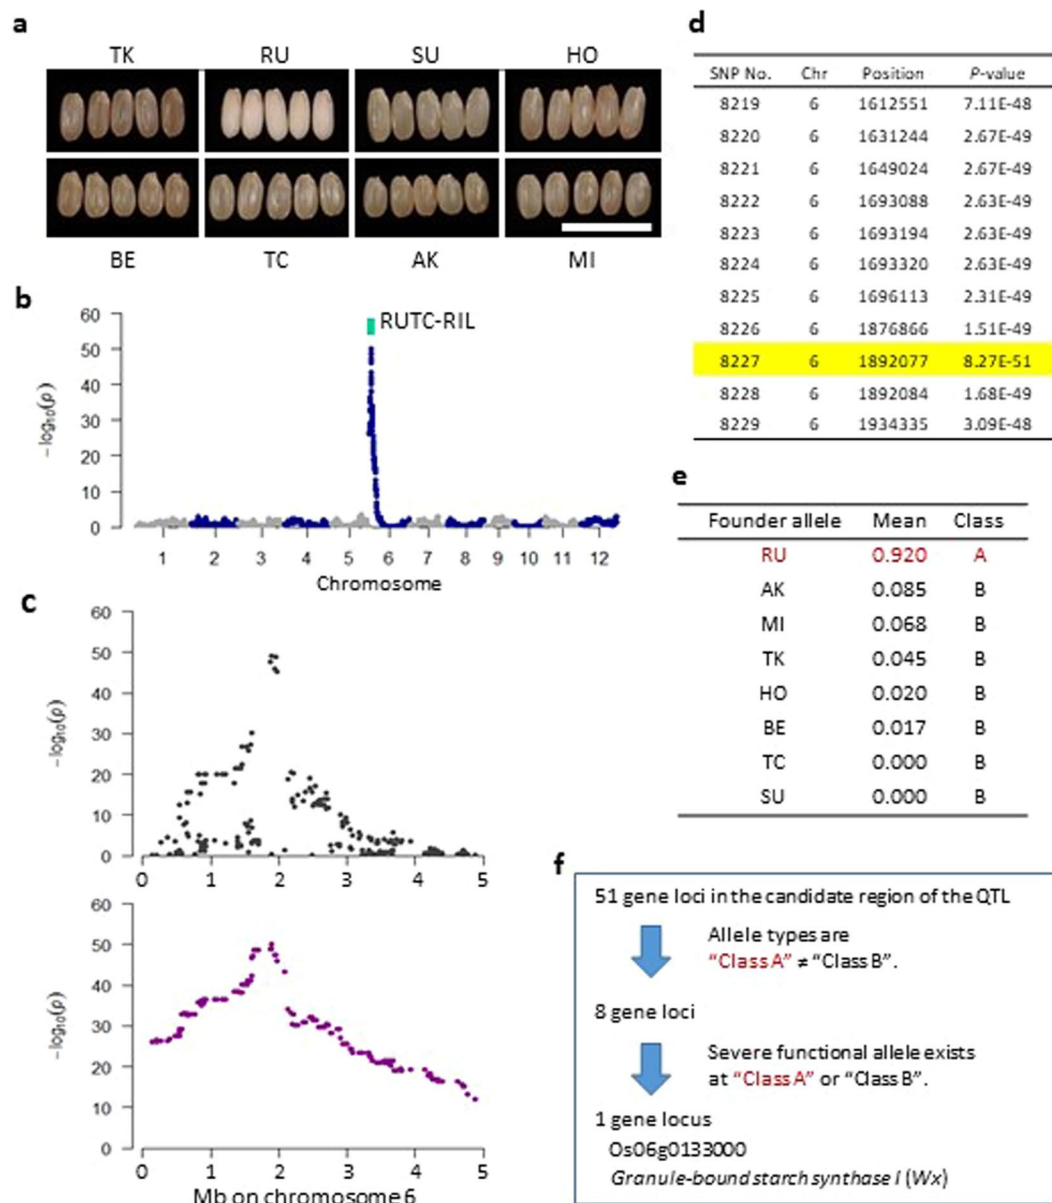 a
TK RU SU HO
BE TC AK MI
b
RUTC-RIL
60
50
40
30
20
10
0
−log10(p)
1 2 3 4 5 6 7 8 9 10 11 12
Chromosome
c
60
50
40
30
20
10
0
−log10(p)
0 1 2 3 4 5
60
50
40
30
20
10
0
−log10(p)
0 1 2 3 4 5
Mb on chromosome 6
d
SNP No. Chr Position P-value
8219 6 1612551 7.11E-48
8220 6 1631244 2.67E-49
8221 6 1649024 2.67E-49
8222 6 1693088 2.63E-49
8223 6 1693194 2.63E-49
8224 6 1693320 2.63E-49
8225 6 1696113 2.31E-49
8226 6 1876866 1.51E-49
8227 6 1892077 8.27E-51
8228 6 1892084 1.68E-49
8229 6 1934335 3.09E-48
e
Founder allele Mean Class
RU 0.920 A
AK 0.085 B
MI 0.068 B
TK 0.045 B
HO 0.020 B
BE 0.017 B
TC 0.000 B
SU 0.000 B
f
51 gene loci in the candidate region of the QTL
Allele types are
“Class A” ≠ “Class B”.
8 gene loci
Severe functional allele exists
at “Class A” or “Class B”.
1 gene locus
Os06g0133000
Granule-bound starch synthase I (Wx)